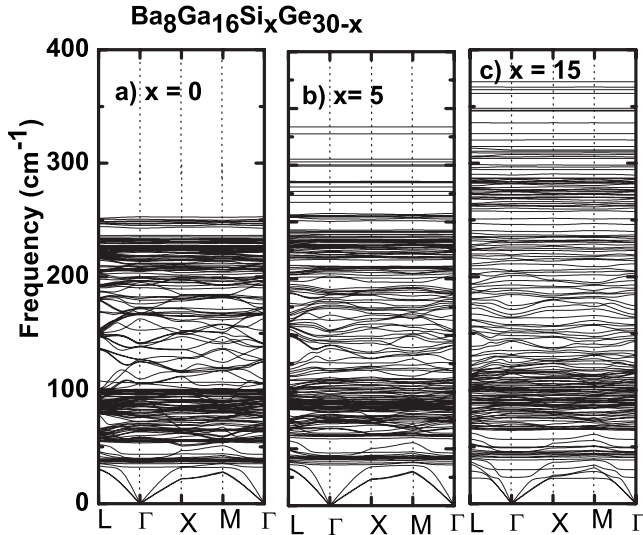 Ba8Ga16SixGe30-x
a) x = 0
b) x= 5
c) x = 15
Frequency (cm-1)
400
300
200
100
0
L Γ X M Γ
L Γ X M Γ
L Γ X M Γ